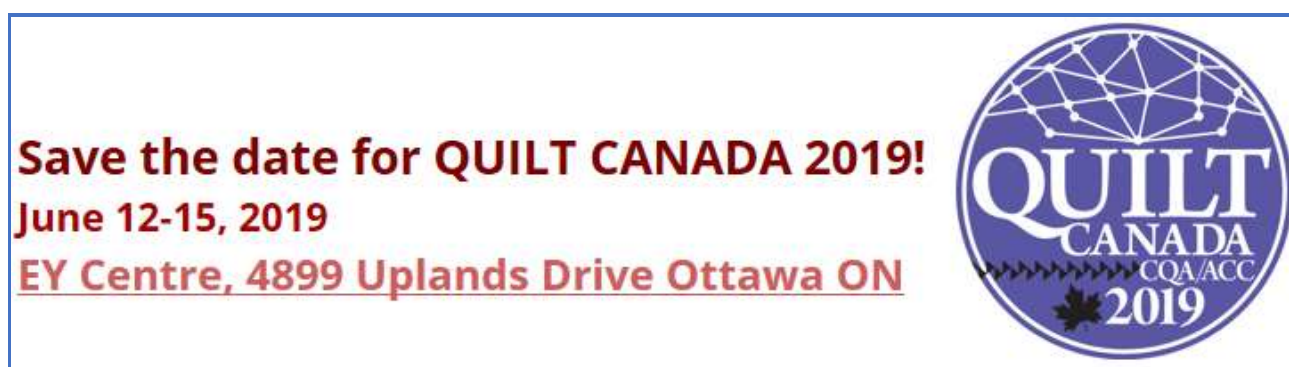 Save the date for QUILT CANADA 2019!
June 12-15, 2019
EY Centre, 4899 Uplands Drive Ottawa ON
QUILT
CANADA
CQA/ACC
2019